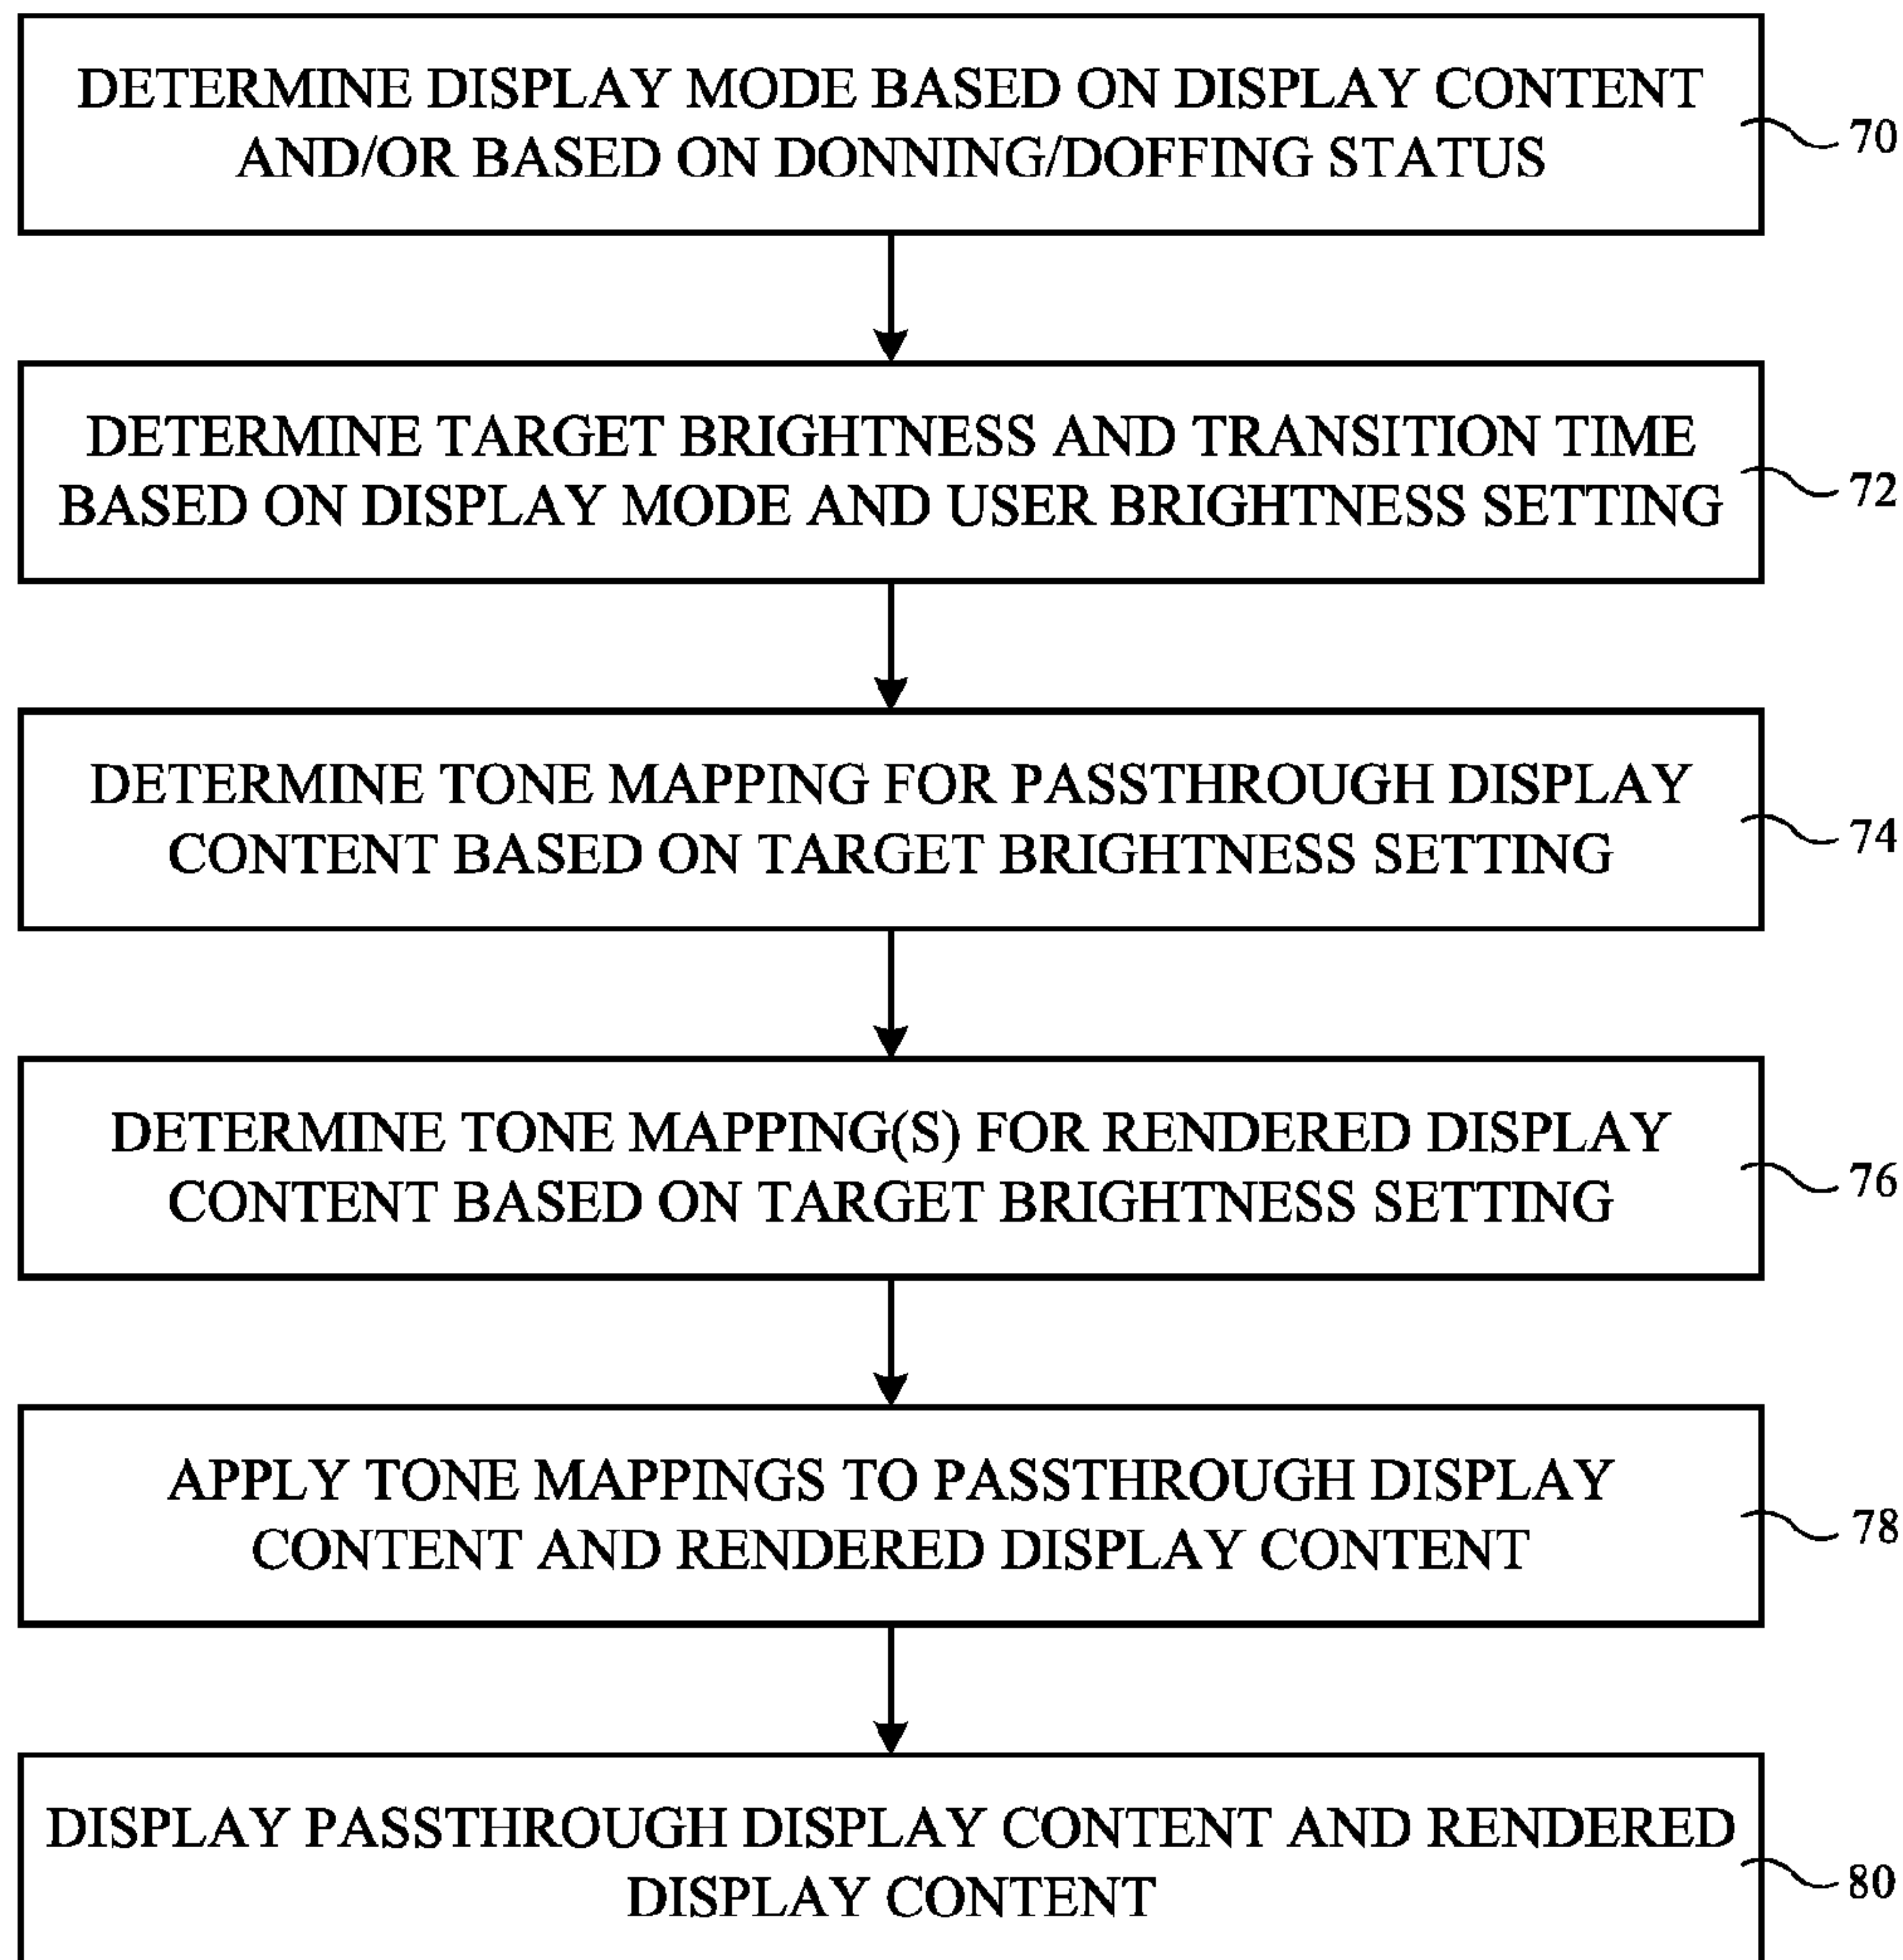 DETERMINE DISPLAY MODE BASED ON DISPLAY CONTENT
AND/OR BASED ON DONNING/DOFFING STATUS
70
DETERMINE TARGET BRIGHTNESS AND TRANSITION TIME
BASED ON DISPLAY MODE AND USER BRIGHTNESS SETTING
72
DETERMINE TONE MAPPING FOR PASSTHROUGH DISPLAY
CONTENT BASED ON TARGET BRIGHTNESS SETTING
74
DETERMINE TONE MAPPING(S) FOR RENDERED DISPLAY
CONTENT BASED ON TARGET BRIGHTNESS SETTING
76
APPLY TONE MAPPINGS TO PASSTHROUGH DISPLAY
CONTENT AND RENDERED DISPLAY CONTENT
78
DISPLAY PASSTHROUGH DISPLAY CONTENT AND RENDERED
DISPLAY CONTENT
80